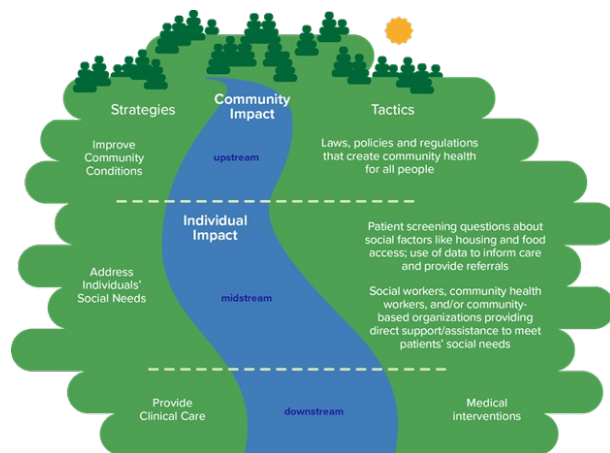 Strategies
Community
Impact
Tactics
Improve
Community
Conditions
upstream
Laws, policies and regulations
that create community health
for all people
Individual
Impact
Address
Individuals'
Social Needs
midstream
Patient screening questions about
social factors like housing and food
access; use of data to inform care
and provide referrals
Social workers, community health
workers, and/or community-
based organizations providing
direct support/assistance to meet
patients' social needs
Provide
Clinical Care
downstream
Medical
interventions